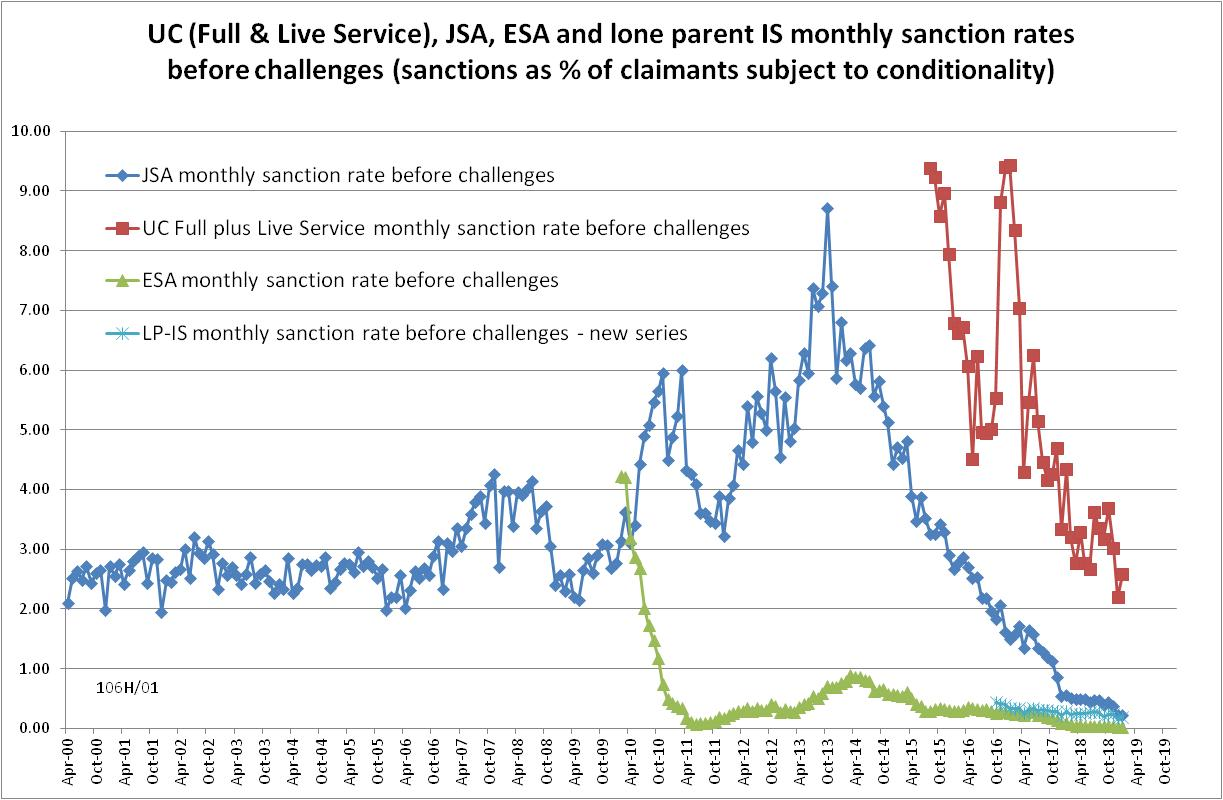 UC (Full & Live Service), JSA, ESA and lone parent IS monthly sanction rates
before challenges (sanctions as % of claimants subject to conditionality)
10.00
9.00
8.00
7.00
6.00
5.00
4.00
3.00
2.00
1.00
0.00
JSA monthly sanction rate before challenges
UC Full plus Live Service monthly sanction rate before challenges
ESA monthly sanction rate before challenges
LP-IS monthly sanction rate before challenges - new series
106H/01
Apr-00
Oct-00
Apr-01
Oct-01
Apr-02
Oct-02
Apr-03
Oct-03
Apr-04
Oct-04
Apr-05
Oct-05
Apr-06
Oct-06
Apr-07
Oct-07
Apr-08
Oct-08
Apr-09
Oct-09
Apr-10
Oct-10
Apr-11
Oct-11
Apr-12
Oct-12
Apr-13
Oct-13
Apr-14
Oct-14
Apr-15
Oct-15
Apr-16
Oct-16
Apr-17
Oct-17
Apr-18
Oct-18
Apr-19
Oct-19